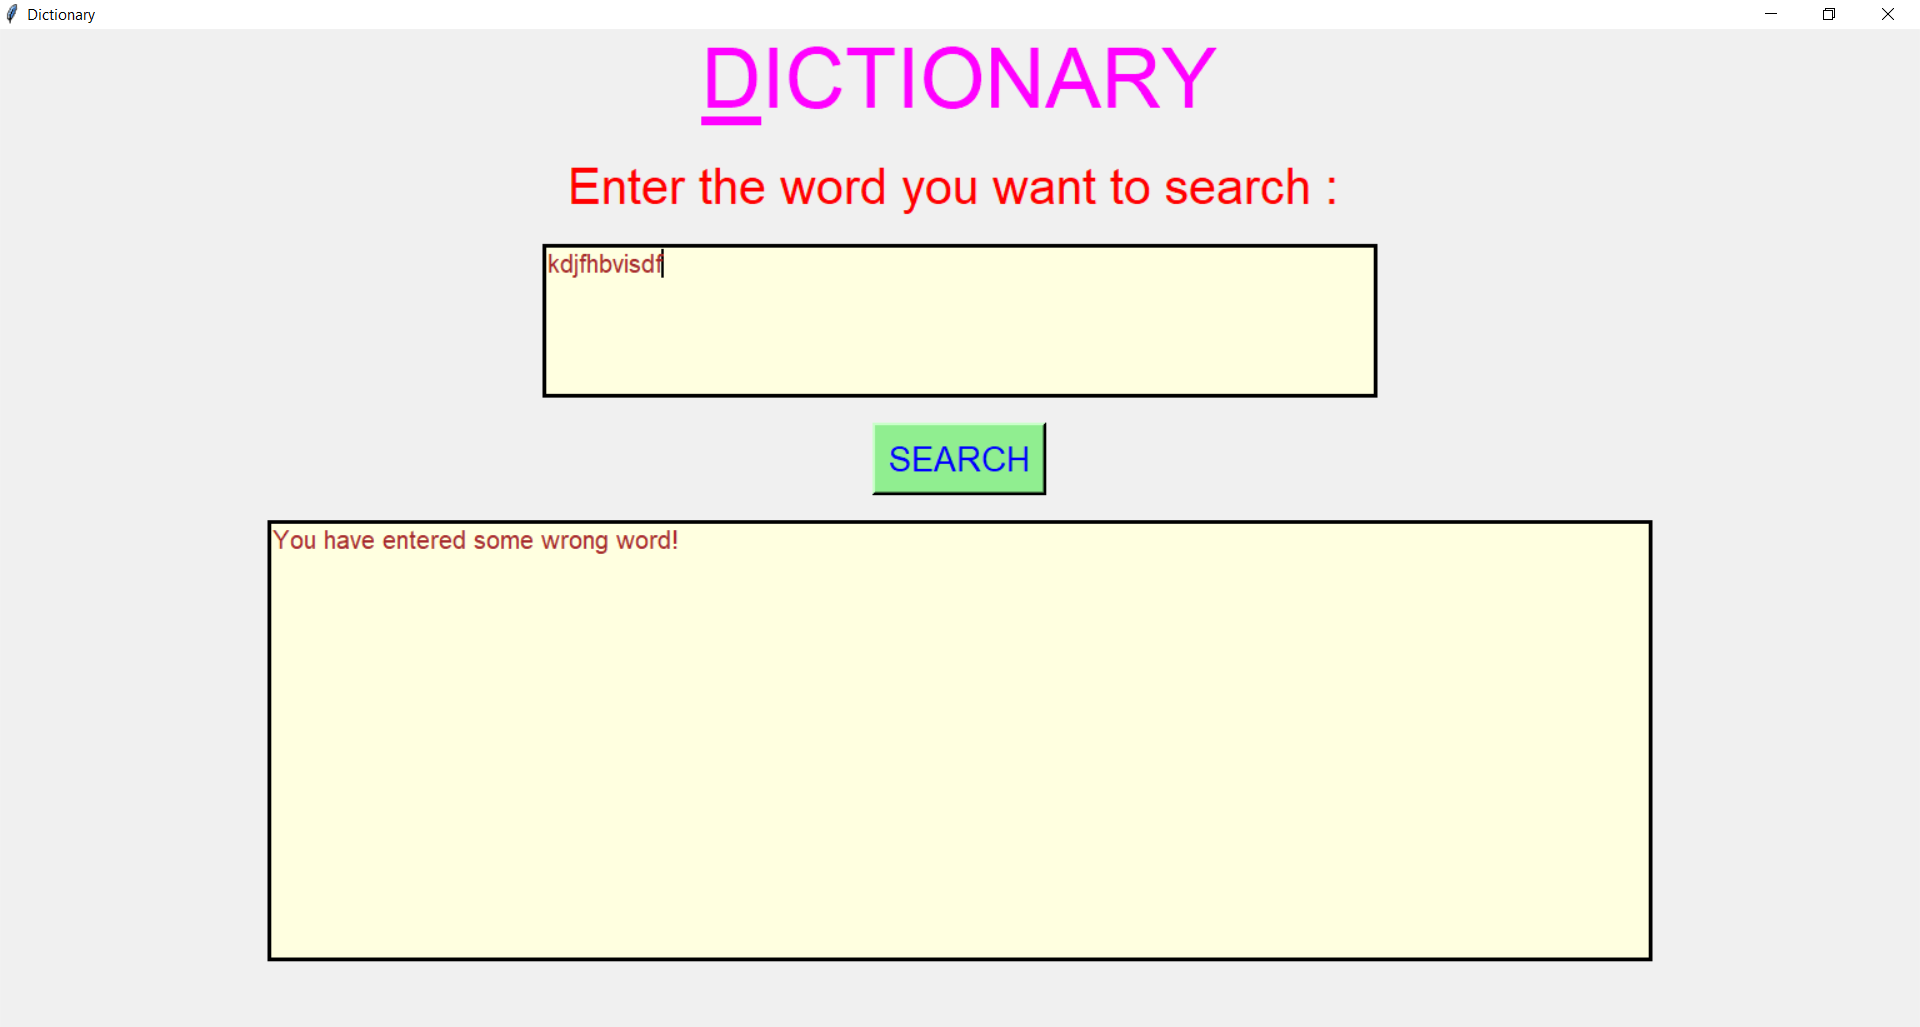 Dictionary
DICTIONARY
Enter the word you want to search :
kdjfhbvisdf
SEARCH
You have entered some wrong word!